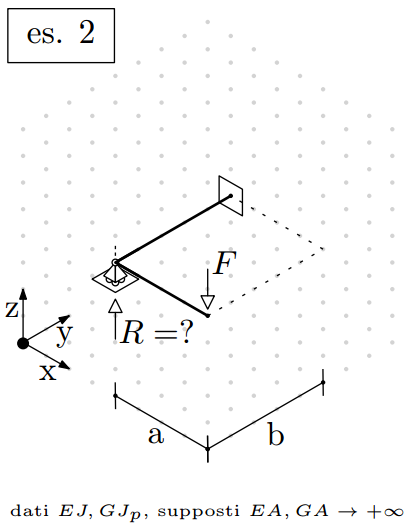 es. 2
F
R =?
z
y
x
a
b
dati EJ, GJ_p, supposti EA, GA → +∞